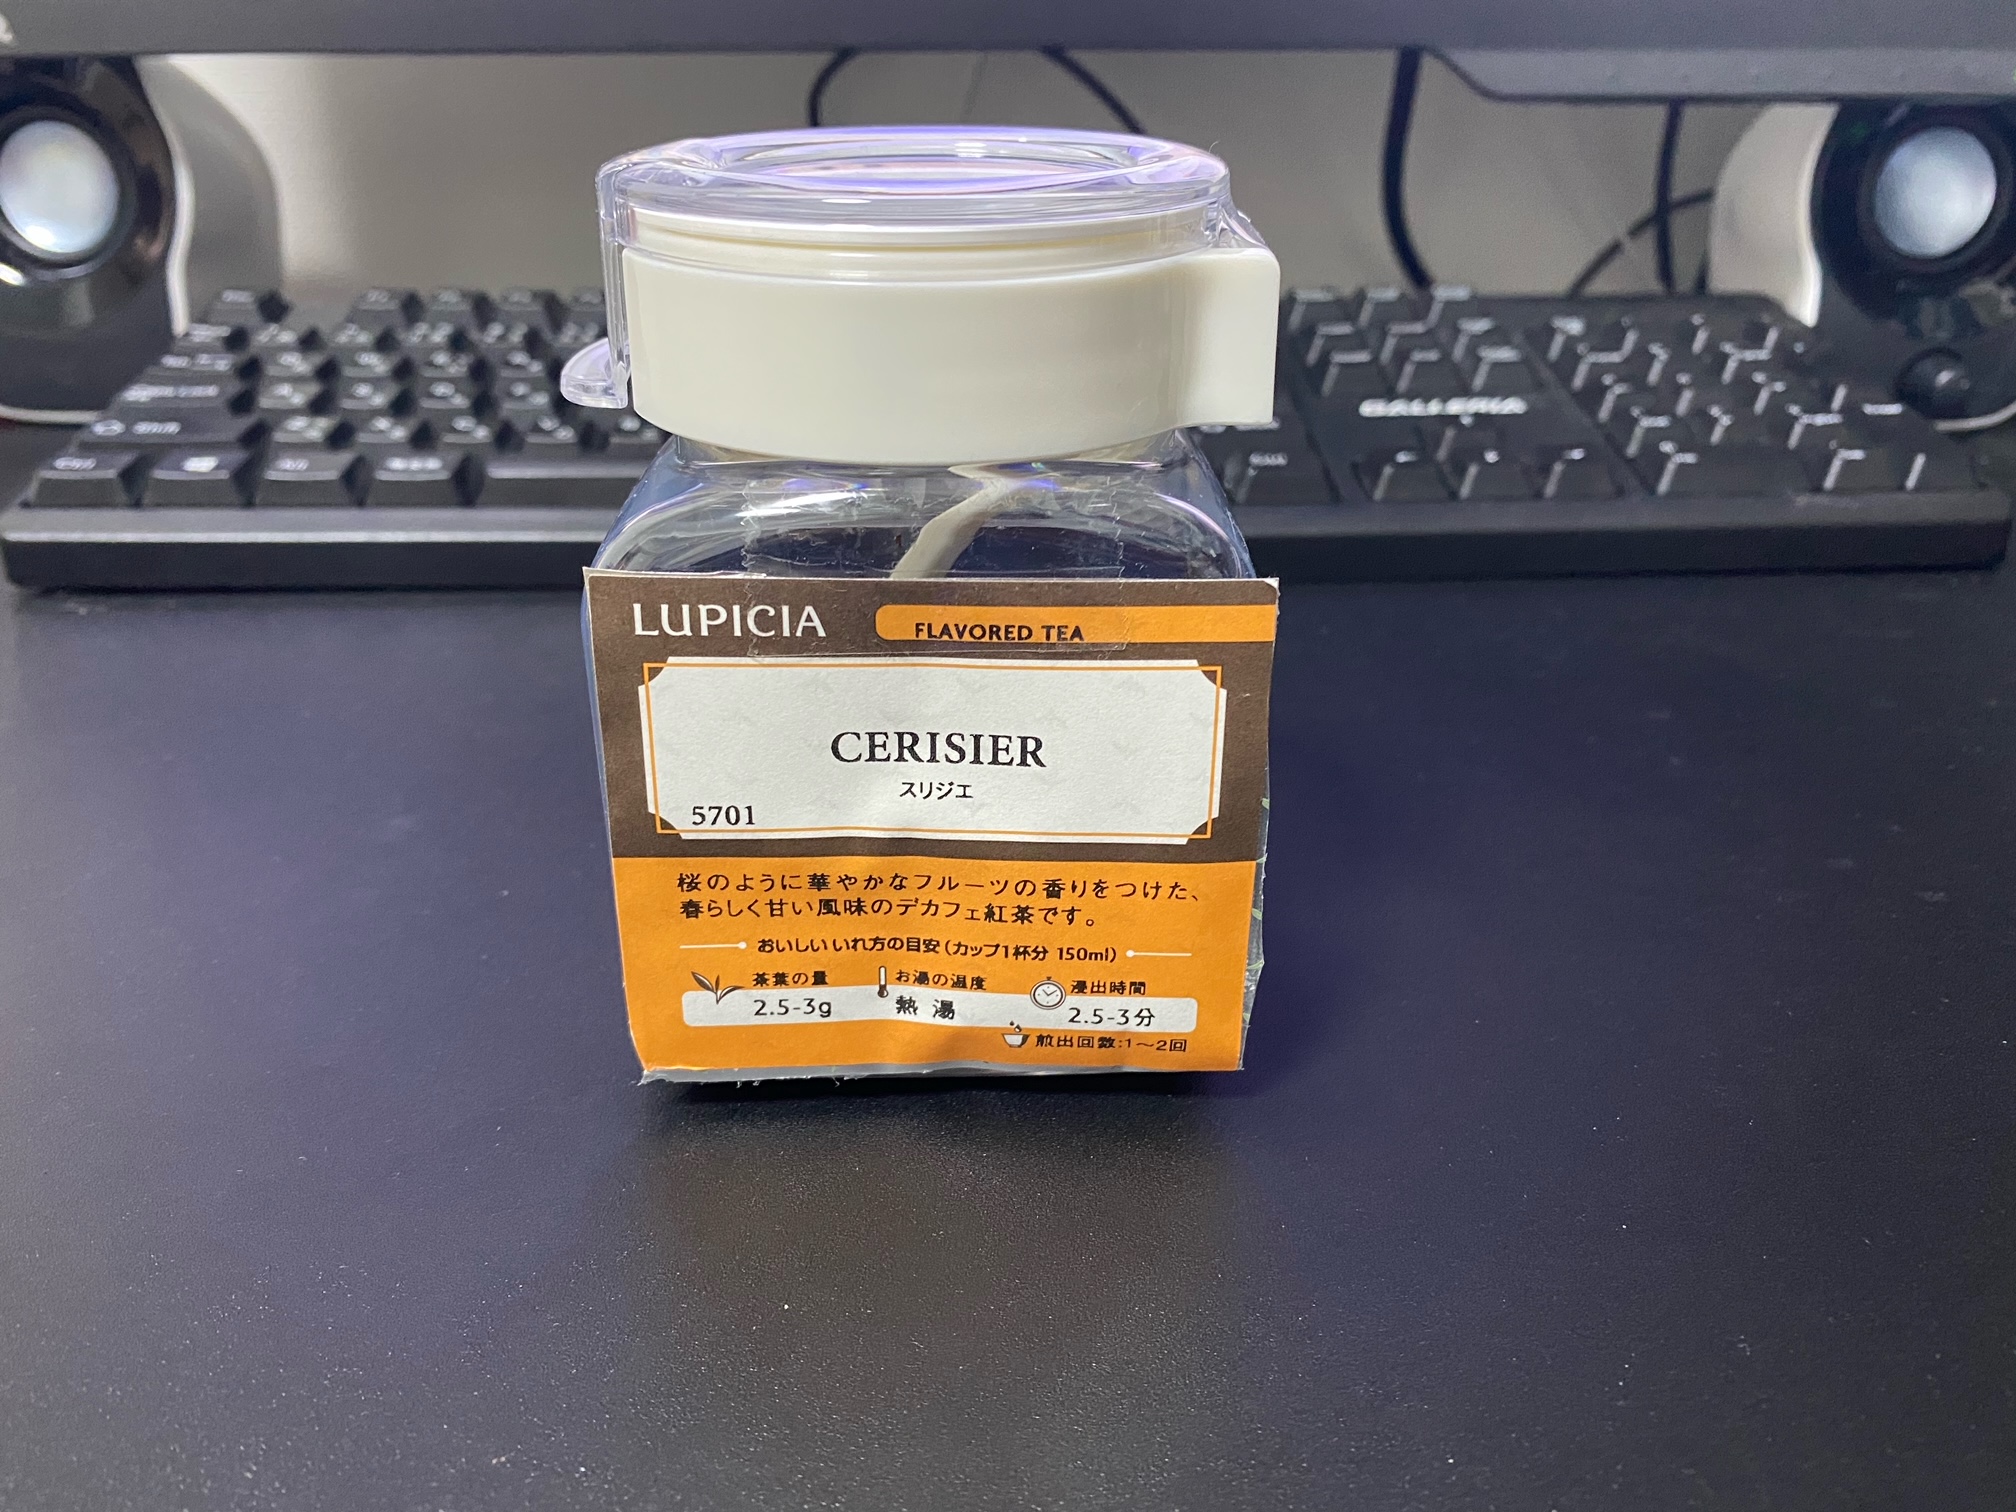 GALLERIA
LUPICIA
FLAVORED TEA
CERISIER
スリジエ
5701
桜のように華やかなフルーツの香りをつけた、
春らしく甘い風味のデカフェ紅茶です。
おいしいいれ方の目安(カップ1杯分 150ml)
茶葉の量 お湯の温度 浸出時間
2.5-3g 熱湯 2.5-3分
煎出回数:1〜2回